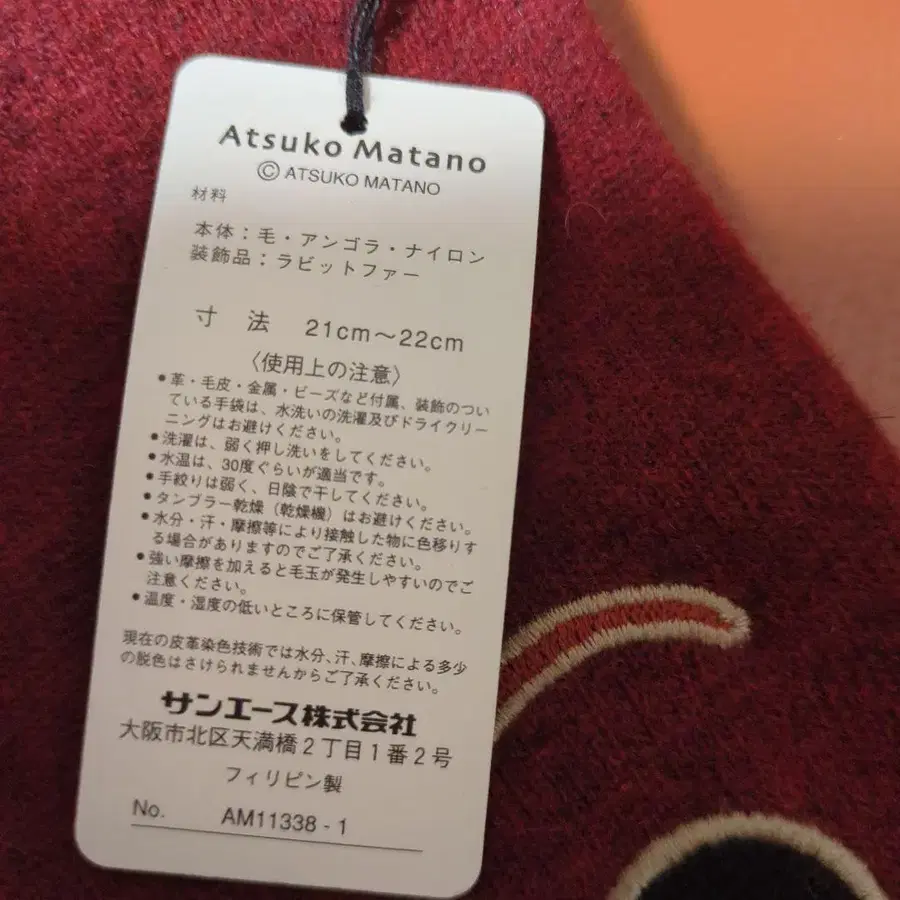 Atsuko Matano
© ATSUKO MATANO
材料
本体：毛・アンゴラ・ナイロン
装飾品：ラビットファー
寸 法 21cm～22cm
〈使用上の注意〉
●革・毛皮・金属・ビーズなど付属、装飾のつい
ている手袋は、水洗いの洗濯及びドライクリー
ニングはお避けください。
●洗濯は、弱く押し洗いをしてください。
●水温は、30度ぐらいが適当です。
●手絞りは弱く、日陰で干してください。
●タンブラー乾燥（乾燥機）はお避けください。
●水分・汗・摩擦等により接触した物に色移りす
る場合がありますのでご了承ください。
●強い摩擦を加えると毛玉が発生しやすいのでご
注意ください。
●温度・湿度の低いところに保管してください。
現在の皮革染色技術では水分、汗、摩擦による多少
の脱色はさけられませんからご了承ください。
サンエース株式会社
大阪市北区天満橋2丁目1番2号
フィリピン製
No. AM11338-1